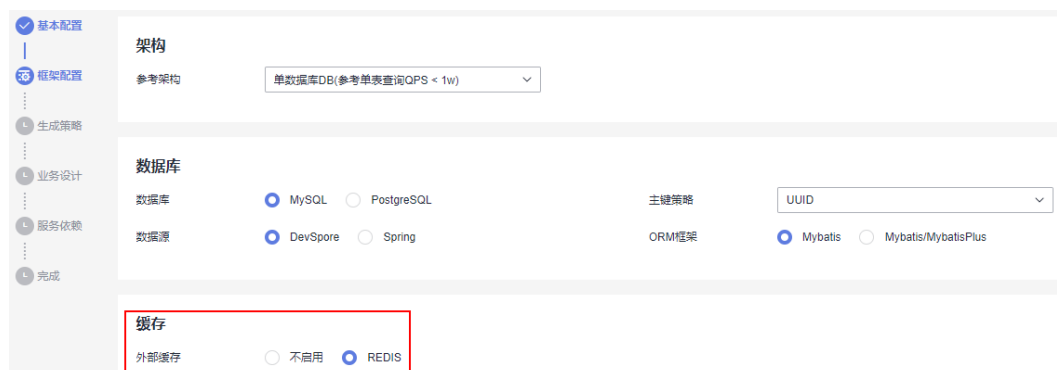 基本配置
框架配置
生成策略
业务设计
服务依赖
完成
架构
参考架构 单数据库DB(参考单表查询QPS < 1w)
数据库
数据库 MySQL PostgreSQL 主键策略 UUID
数据源 DevSpore Spring ORM框架 Mybatis Mybatis/MybatisPlus
缓存
外部缓存 不启用 REDIS